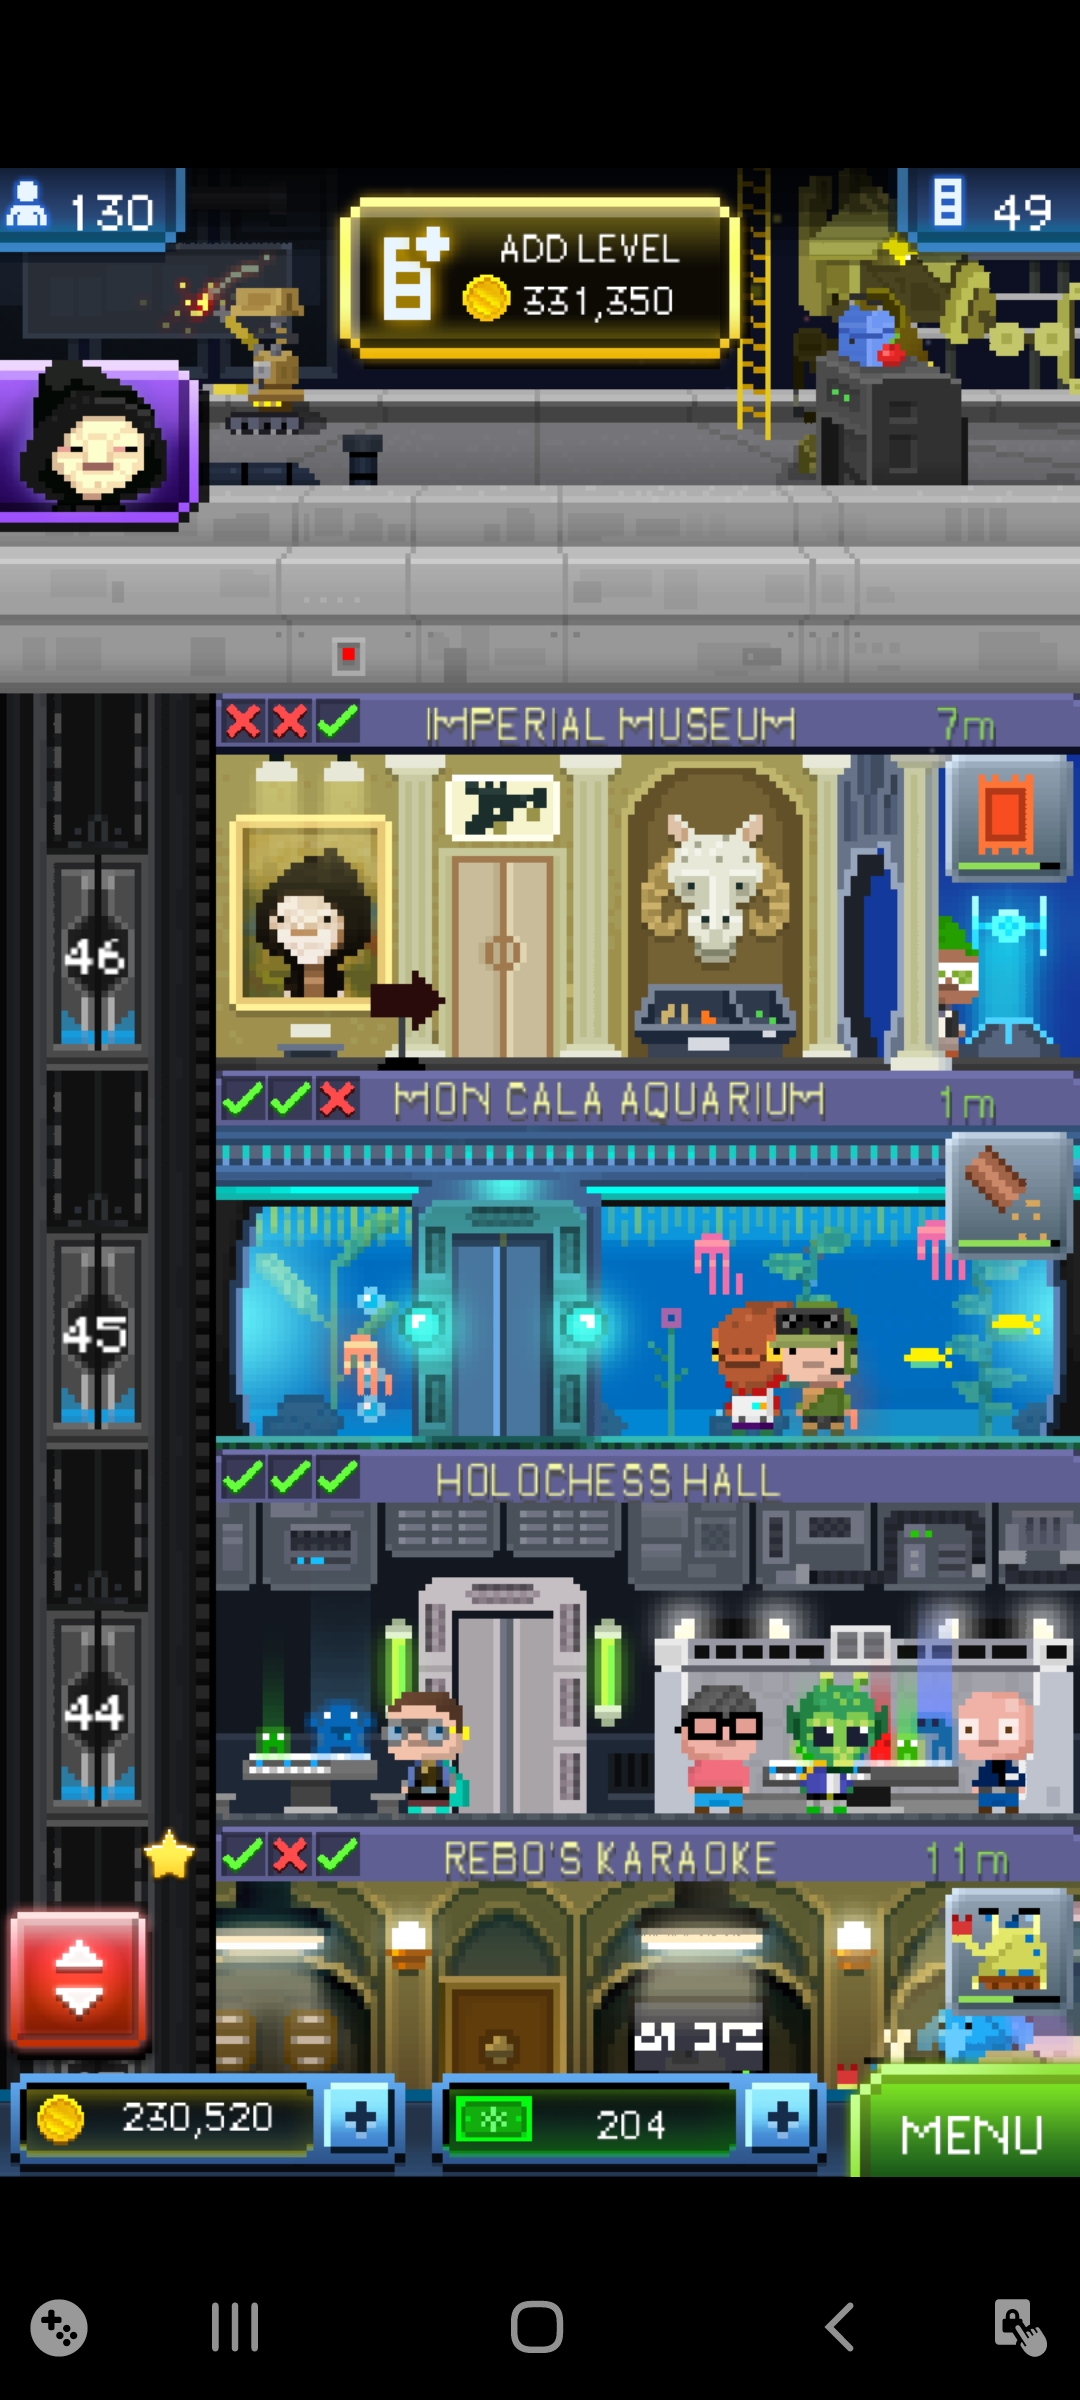 130
ADD LEVEL
331,350
49
IMPERIAL MUSEUM 7m
46
MON CALA AQUARIUM 1m
45
HOLOCHESS HALL
44
REBO'S KARAOKE 11m
230,520
204
MENU